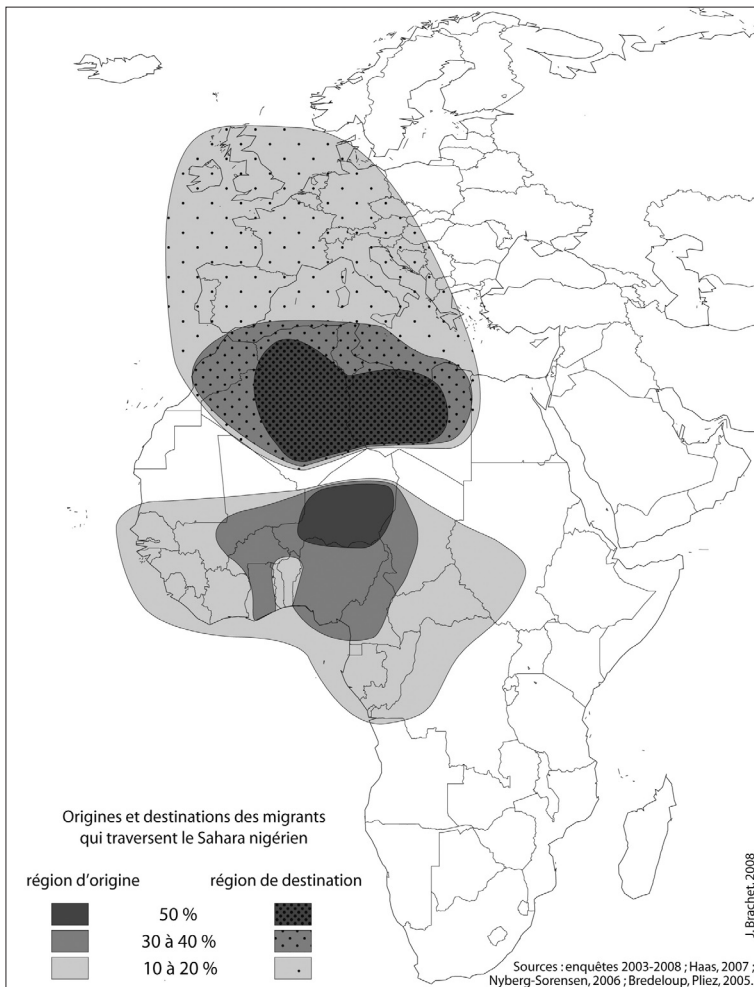 Origines et destinations des migrants
qui traversent le Sahara nigérien
région d'origine
région de destination
50 %
30 à 40 %
10 à 20 %
J. Brachet, 2008
Sources : enquêtes 2003-2008 ; Haas, 2007 ;
Nyberg-Sorensen, 2006 ; Bredeloup, Pliez, 2005.